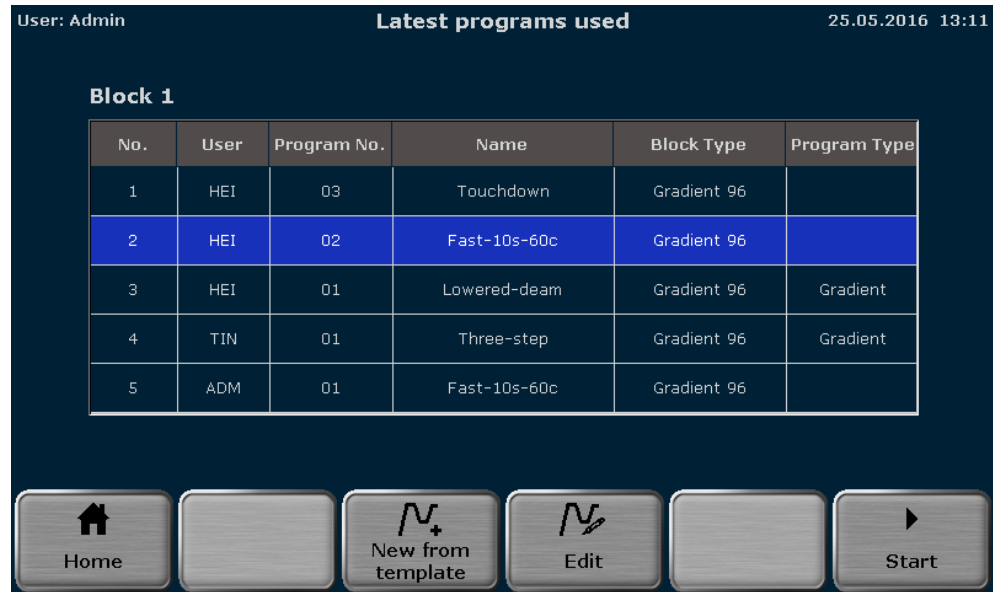 User: Admin Latest programs used 25.05.2016 13:11
Block 1
No. User Program No. Name Block Type Program Type
1 HEI 03 Touchdown Gradient 96
2 HEI 02 Fast-10s-60c Gradient 96
3 HEI 01 Lowered-deam Gradient 96 Gradient
4 TIN 01 Three-step Gradient 96 Gradient
5 ADM 01 Fast-10s-60c Gradient 96
Home
New from
template
Edit
Start